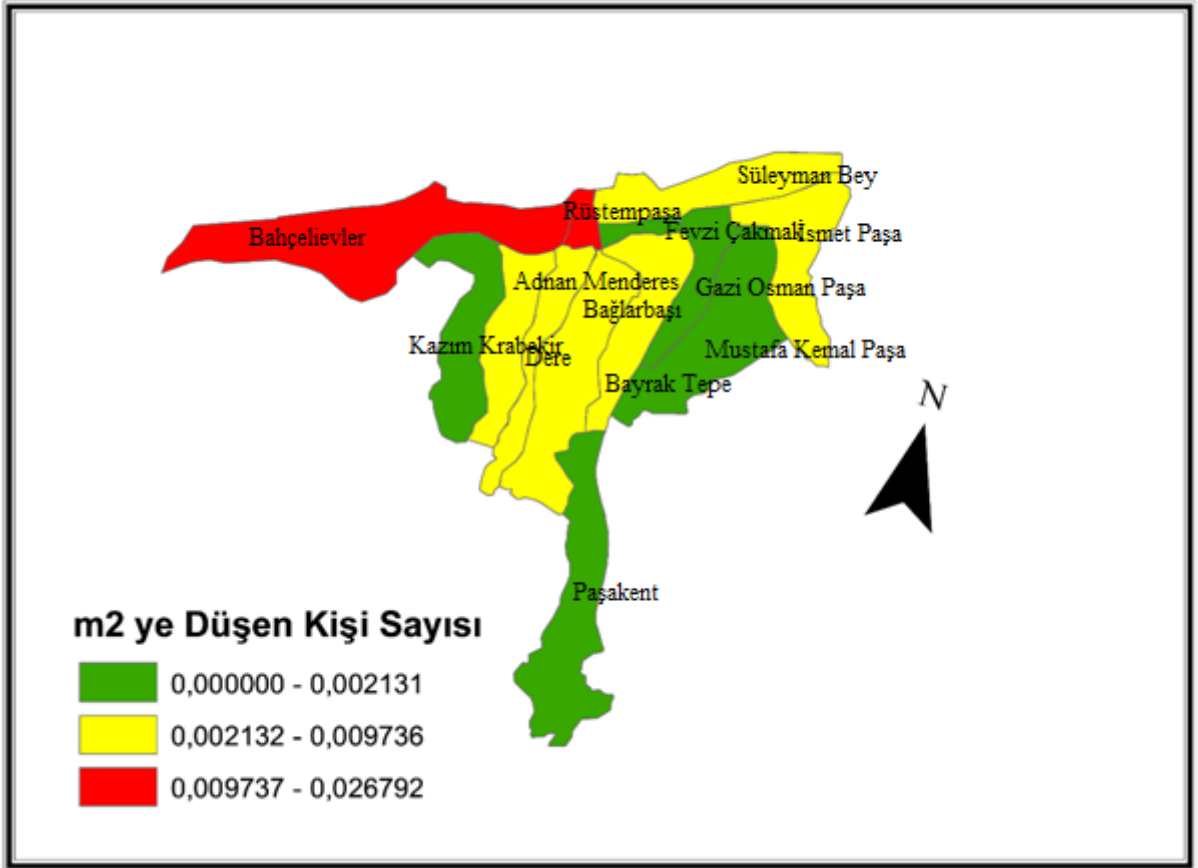 Süleyman Bey
Rüstempaşa
Fevzi Çakmak
İsmet Paşa
Bahçelievler
Adnan Menderes
Gazi Osman Paşa
Bağlarbaşı
Kazım Krabekir
Dere
Mustafa Kemal Paşa
Bayrak Tepe
N
Paşakent
m2 ye Düşen Kişi Sayısı
0,000000 - 0,002131
0,002132 - 0,009736
0,009737 - 0,026792